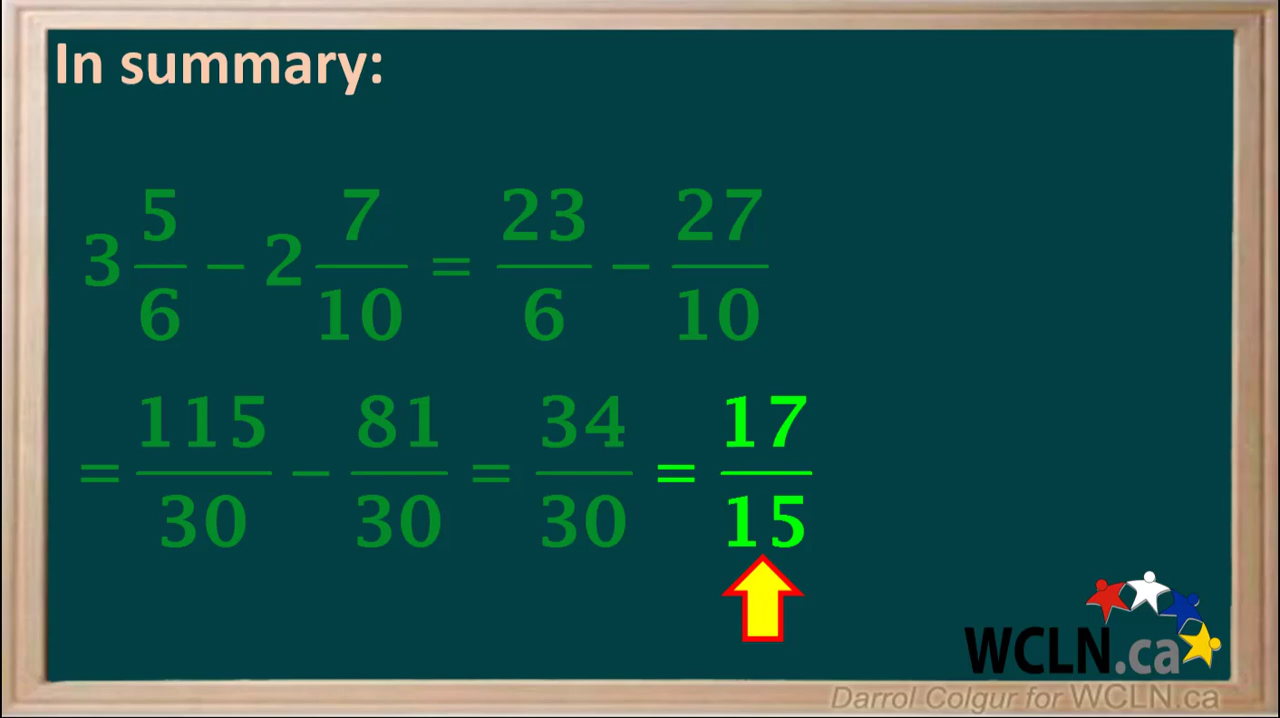 In summary:
3 5/6 − 2 7/10 = 23/6 − 27/10
= 115/30 − 81/30 = 34/30 = 17/15
WCLN.ca
Darrol Colgur for WCLN.ca